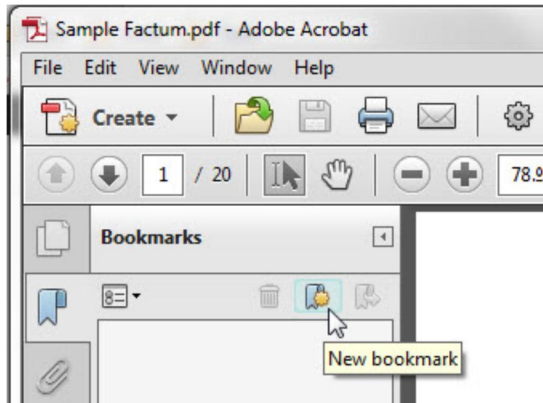 Sample Factum.pdf - Adobe Acrobat
File Edit View Window Help
Create
1 / 20
Bookmarks
New bookmark